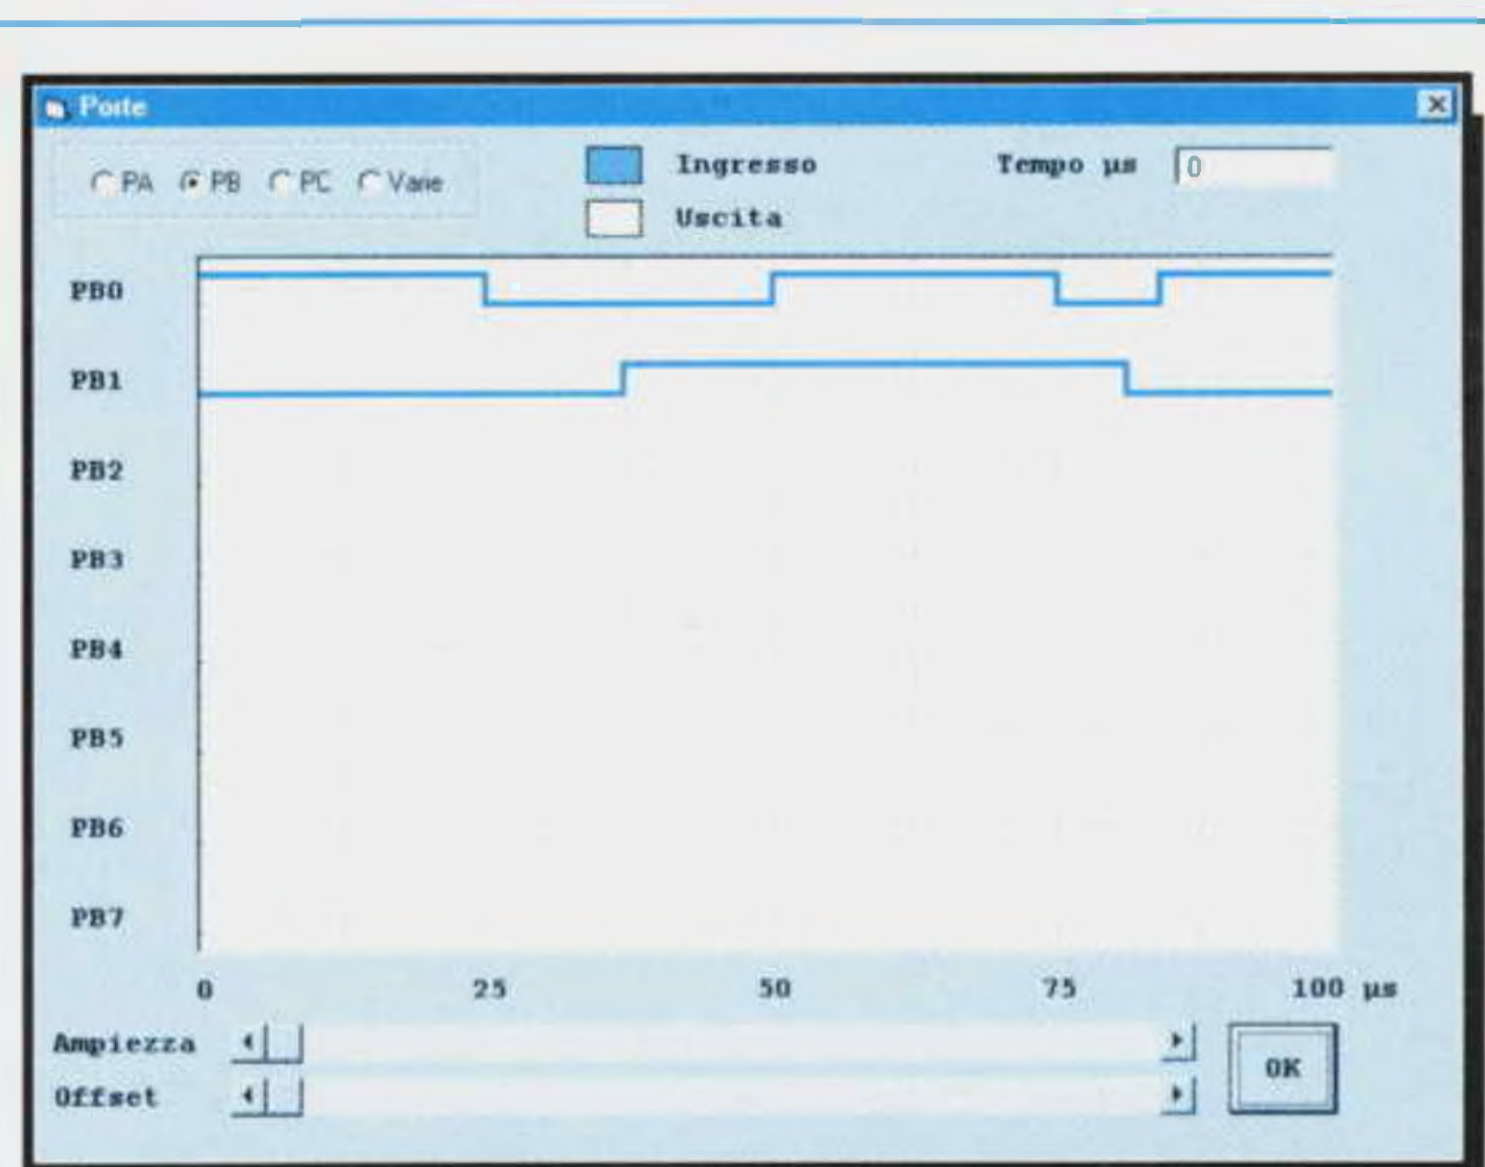 Porte
PA PB PC Varie
Ingresso
Uscita
Tempo µs 0
PB0
PB1
PB2
PB3
PB4
PB5
PB6
PB7
0 25 50 75 100 µs
Ampiezza
Offset
OK